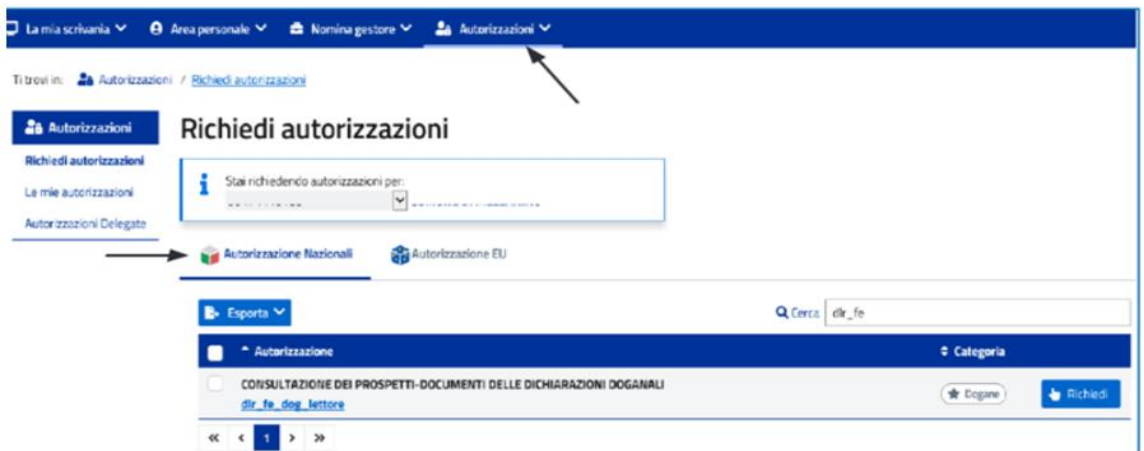 La mia scrivania Area personale Nomina gestore Autorizzazioni
Ti trovi in: Autorizzazioni / Richiedi autorizzazioni
Autorizzazioni
Richiedi autorizzazioni
Le mie autorizzazioni
Autorizzazioni Delegate
Richiedi autorizzazioni
Stai richiedendo autorizzazioni per:
Autorizzazione Nazionali Autorizzazione EU
Esporta Cerca dlr_fe
Autorizzazione Categoria
CONSULTAZIONE DEI PROSPETTI-DOCUMENTI DELLE DICHIARAZIONI DOGANALI
dlr_fe_dog_lettore Dogane Richiedi
« < 1 > »